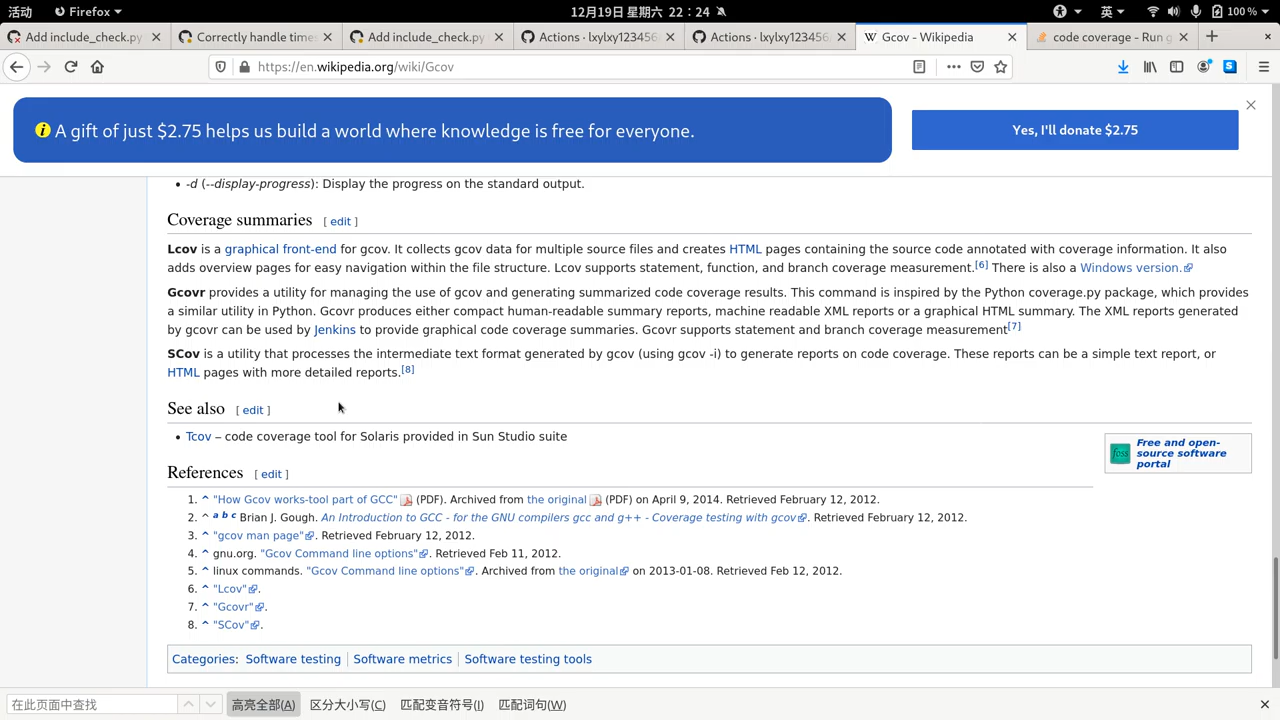 活动 Firefox 12月19日 星期六 22：24 英 100 %
Add include_check.py Correctly handle time Add include_check.py Actions · lxylxy123456 Actions · lxylxy12345 Gcov - Wikipedia code coverage - Run g
https://en.wikipedia.org/wiki/Gcov
A gift of just $2.75 helps us build a world where knowledge is free for everyone.
Yes, I'll donate $2.75
• -d (--display-progress): Display the progress on the standard output.
Coverage summaries [ edit ]
Lcov is a graphical front-end for gcov. It collects gcov data for multiple source files and creates HTML pages containing the source code annotated with coverage information. It also
adds overview pages for easy navigation within the file structure. Lcov supports statement, function, and branch coverage measurement.[6] There is also a Windows version.
Gcovr provides a utility for managing the use of gcov and generating summarized code coverage results. This command is inspired by the Python coverage.py package, which provides
a similar utility in Python. Gcovr produces either compact human-readable summary reports, machine readable XML reports or a graphical HTML summary. The XML reports generated
by gcovr can be used by Jenkins to provide graphical code coverage summaries. Gcovr supports statement and branch coverage measurement[7]
SCov is a utility that processes the intermediate text format generated by gcov (using gcov -i) to generate reports on code coverage. These reports can be a simple text report, or
HTML pages with more detailed reports.[8]
See also [ edit ]
• Tcov – code coverage tool for Solaris provided in Sun Studio suite
foss
Free and open-
source software
portal
References [ edit ]
1. ^ "How Gcov works-tool part of GCC" (PDF). Archived from the original (PDF) on April 9, 2014. Retrieved February 12, 2012.
2. ^ a b c Brian J. Gough. An Introduction to GCC - for the GNU compilers gcc and g++ - Coverage testing with gcov. Retrieved February 12, 2012.
3. ^ "gcov man page". Retrieved February 12, 2012.
4. ^ gnu.org. "Gcov Command line options". Retrieved Feb 11, 2012.
5. ^ linux commands. "Gcov Command line options". Archived from the original on 2013-01-08. Retrieved Feb 12, 2012.
6. ^ "Lcov".
7. ^ "Gcovr".
8. ^ "SCov".
Categories: Software testing | Software metrics | Software testing tools
在此页面中查找 高亮全部(A) 区分大小写(C) 匹配变音符号(I) 匹配词句(W)